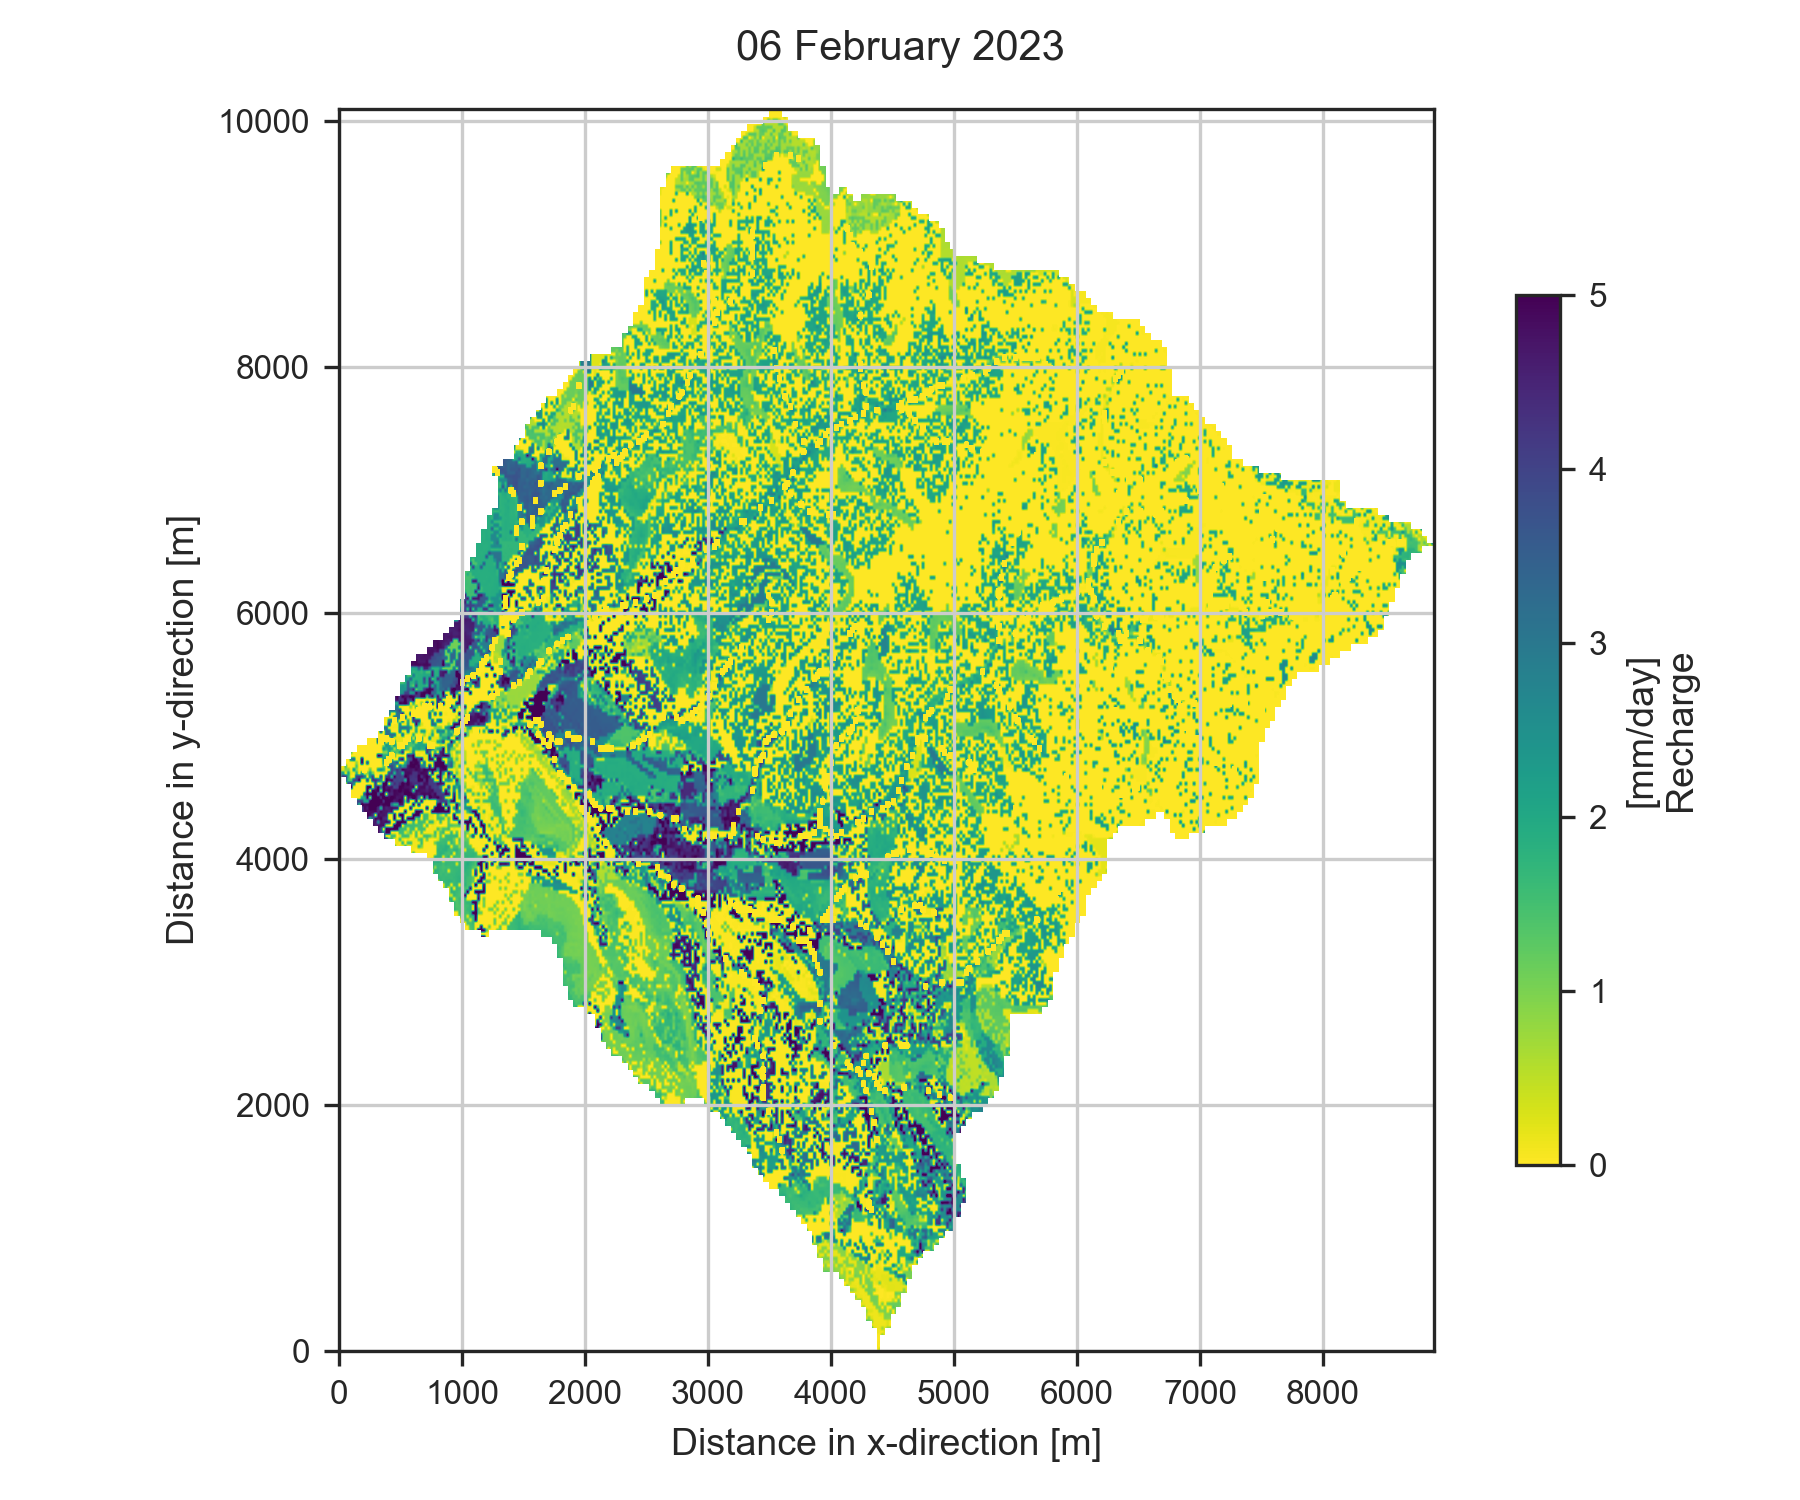 06 February 2023
10000
8000
6000
4000
2000
0
Distance in y-direction [m]
0 1000 2000 3000 4000 5000 6000 7000 8000
Distance in x-direction [m]
5
4
3
2
1
0
[mm/day]
Recharge